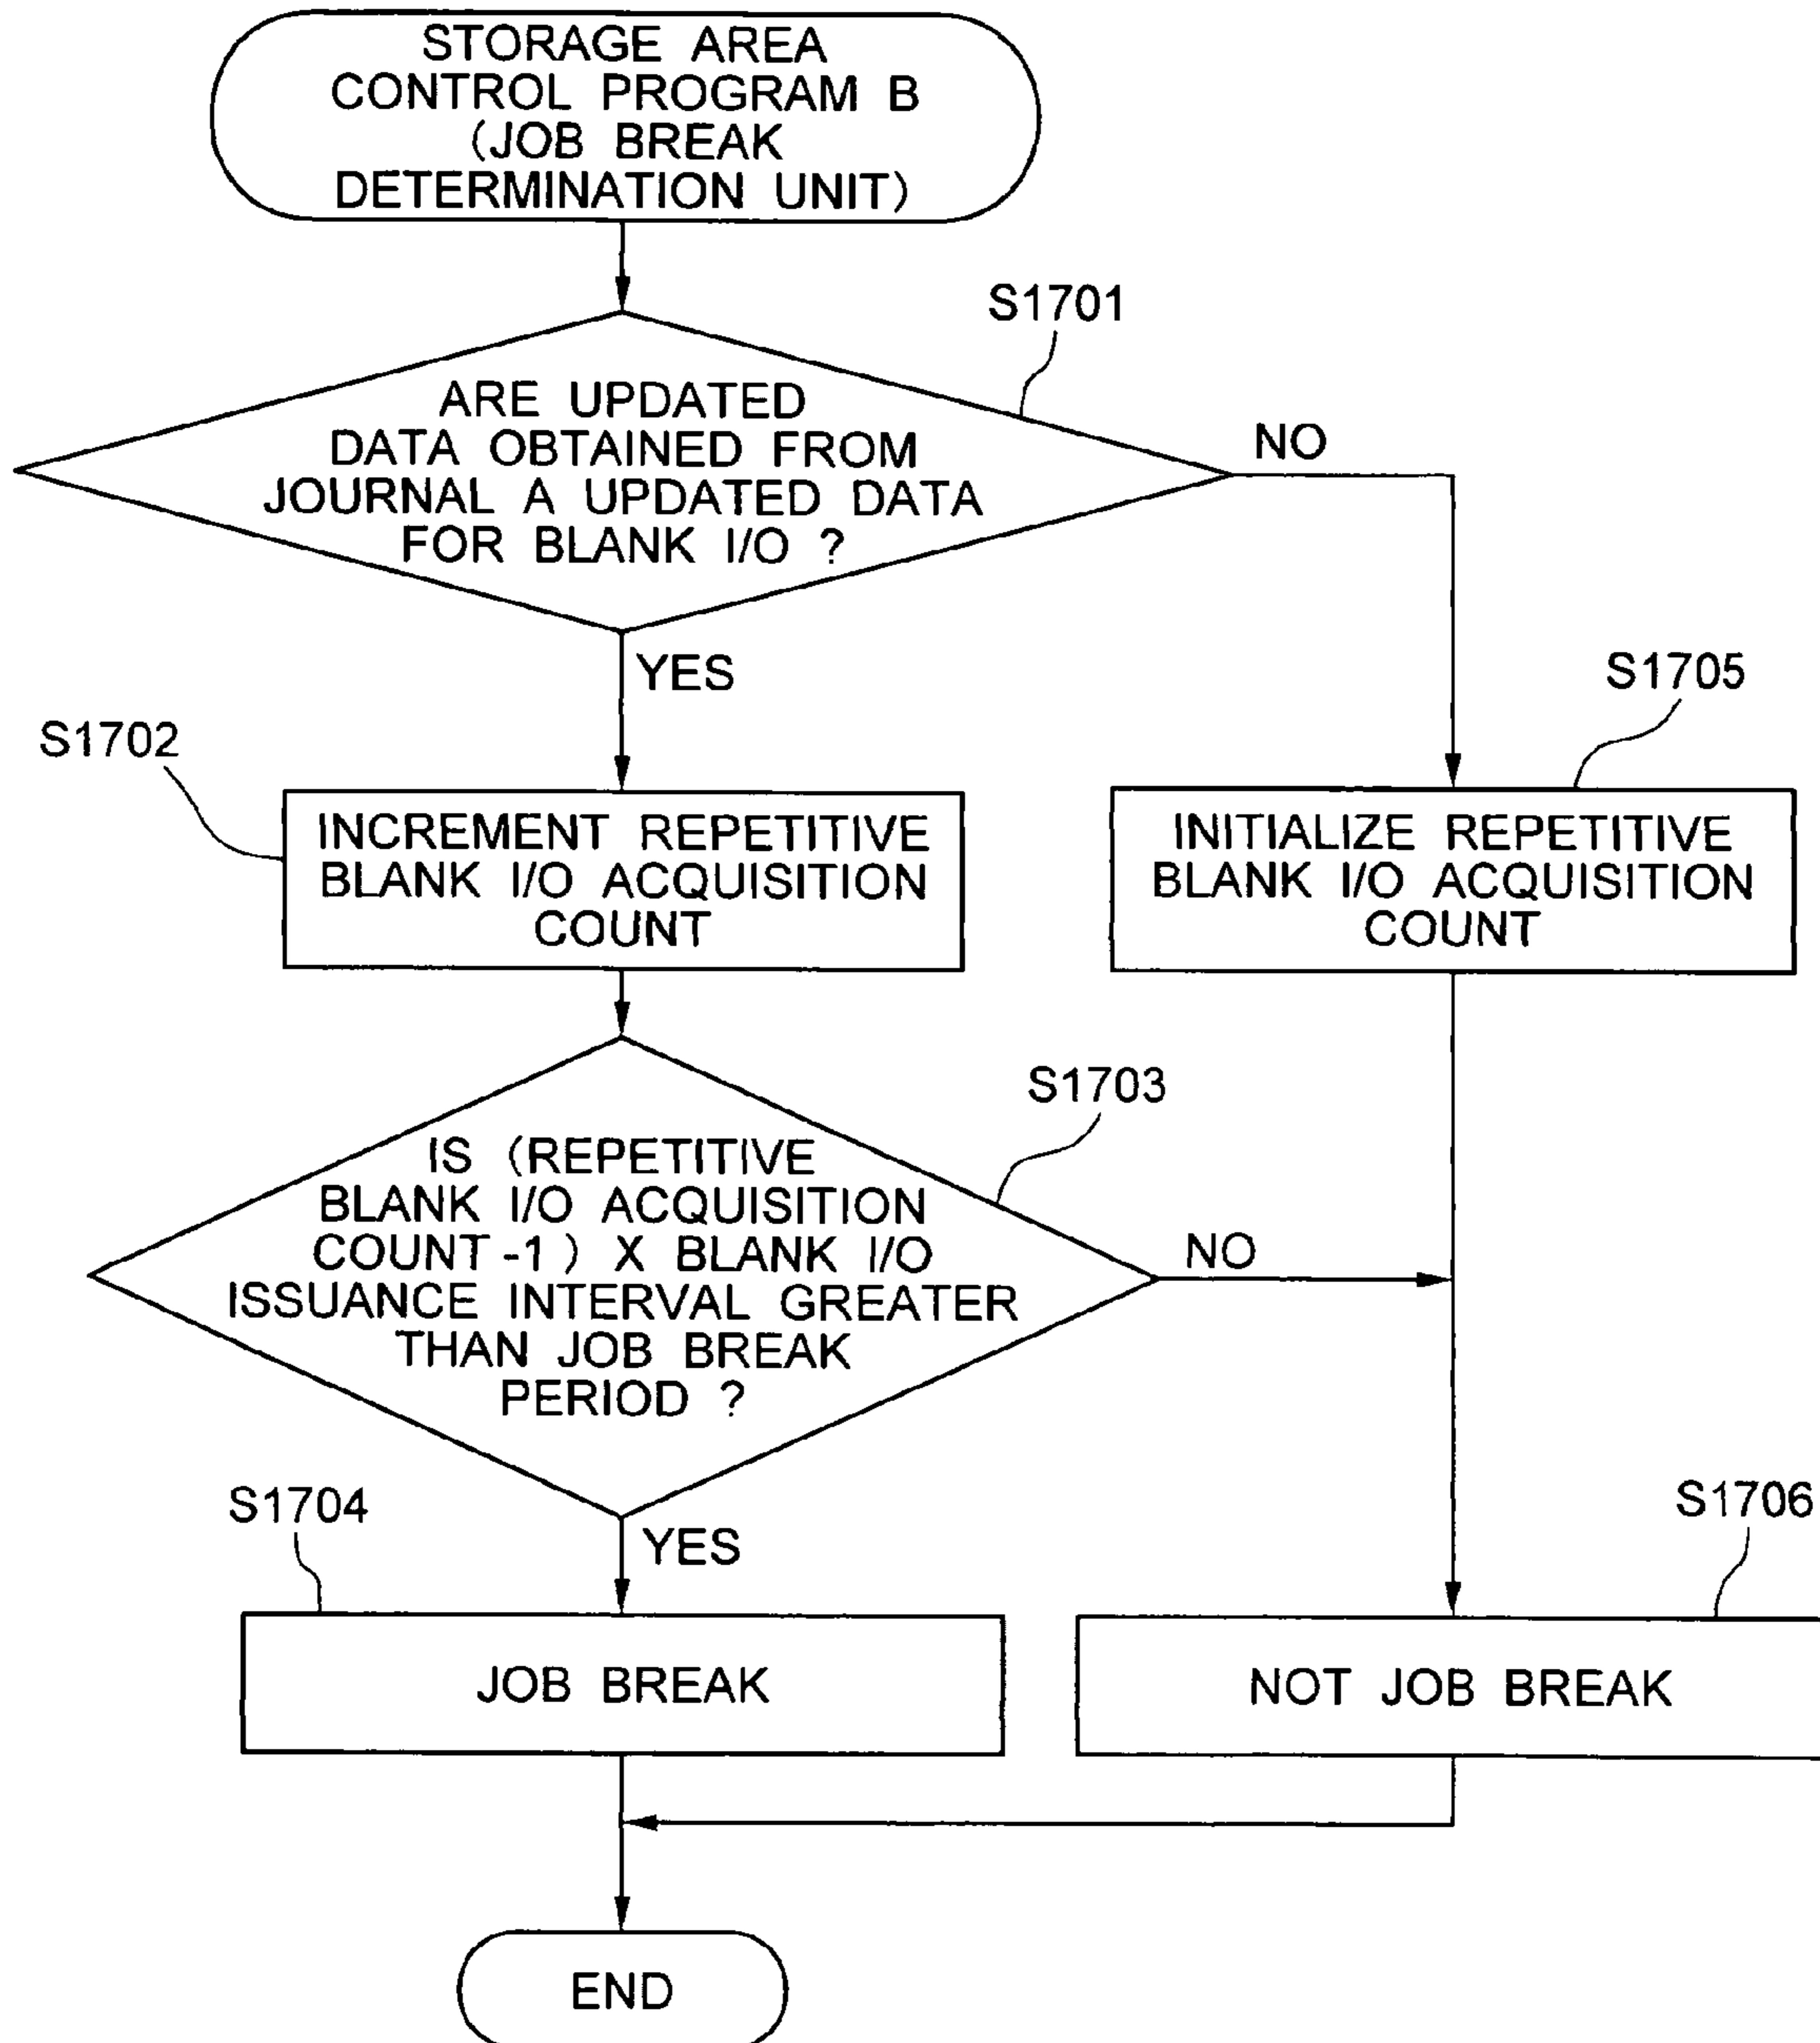 STORAGE AREA
CONTROL PROGRAM B
(JOB BREAK
DETERMINATION UNIT)
S1701
ARE UPDATED
DATA OBTAINED FROM
JOURNAL A UPDATED DATA
FOR BLANK I/O ?
NO
YES
S1702
S1705
INCREMENT REPETITIVE
BLANK I/O ACQUISITION
COUNT
INITIALIZE REPETITIVE
BLANK I/O ACQUISITION
COUNT
S1703
IS (REPETITIVE
BLANK I/O ACQUISITION
COUNT -1) X BLANK I/O
ISSUANCE INTERVAL GREATER
THAN JOB BREAK
PERIOD ?
NO
YES
S1704
S1706
JOB BREAK
NOT JOB BREAK
END